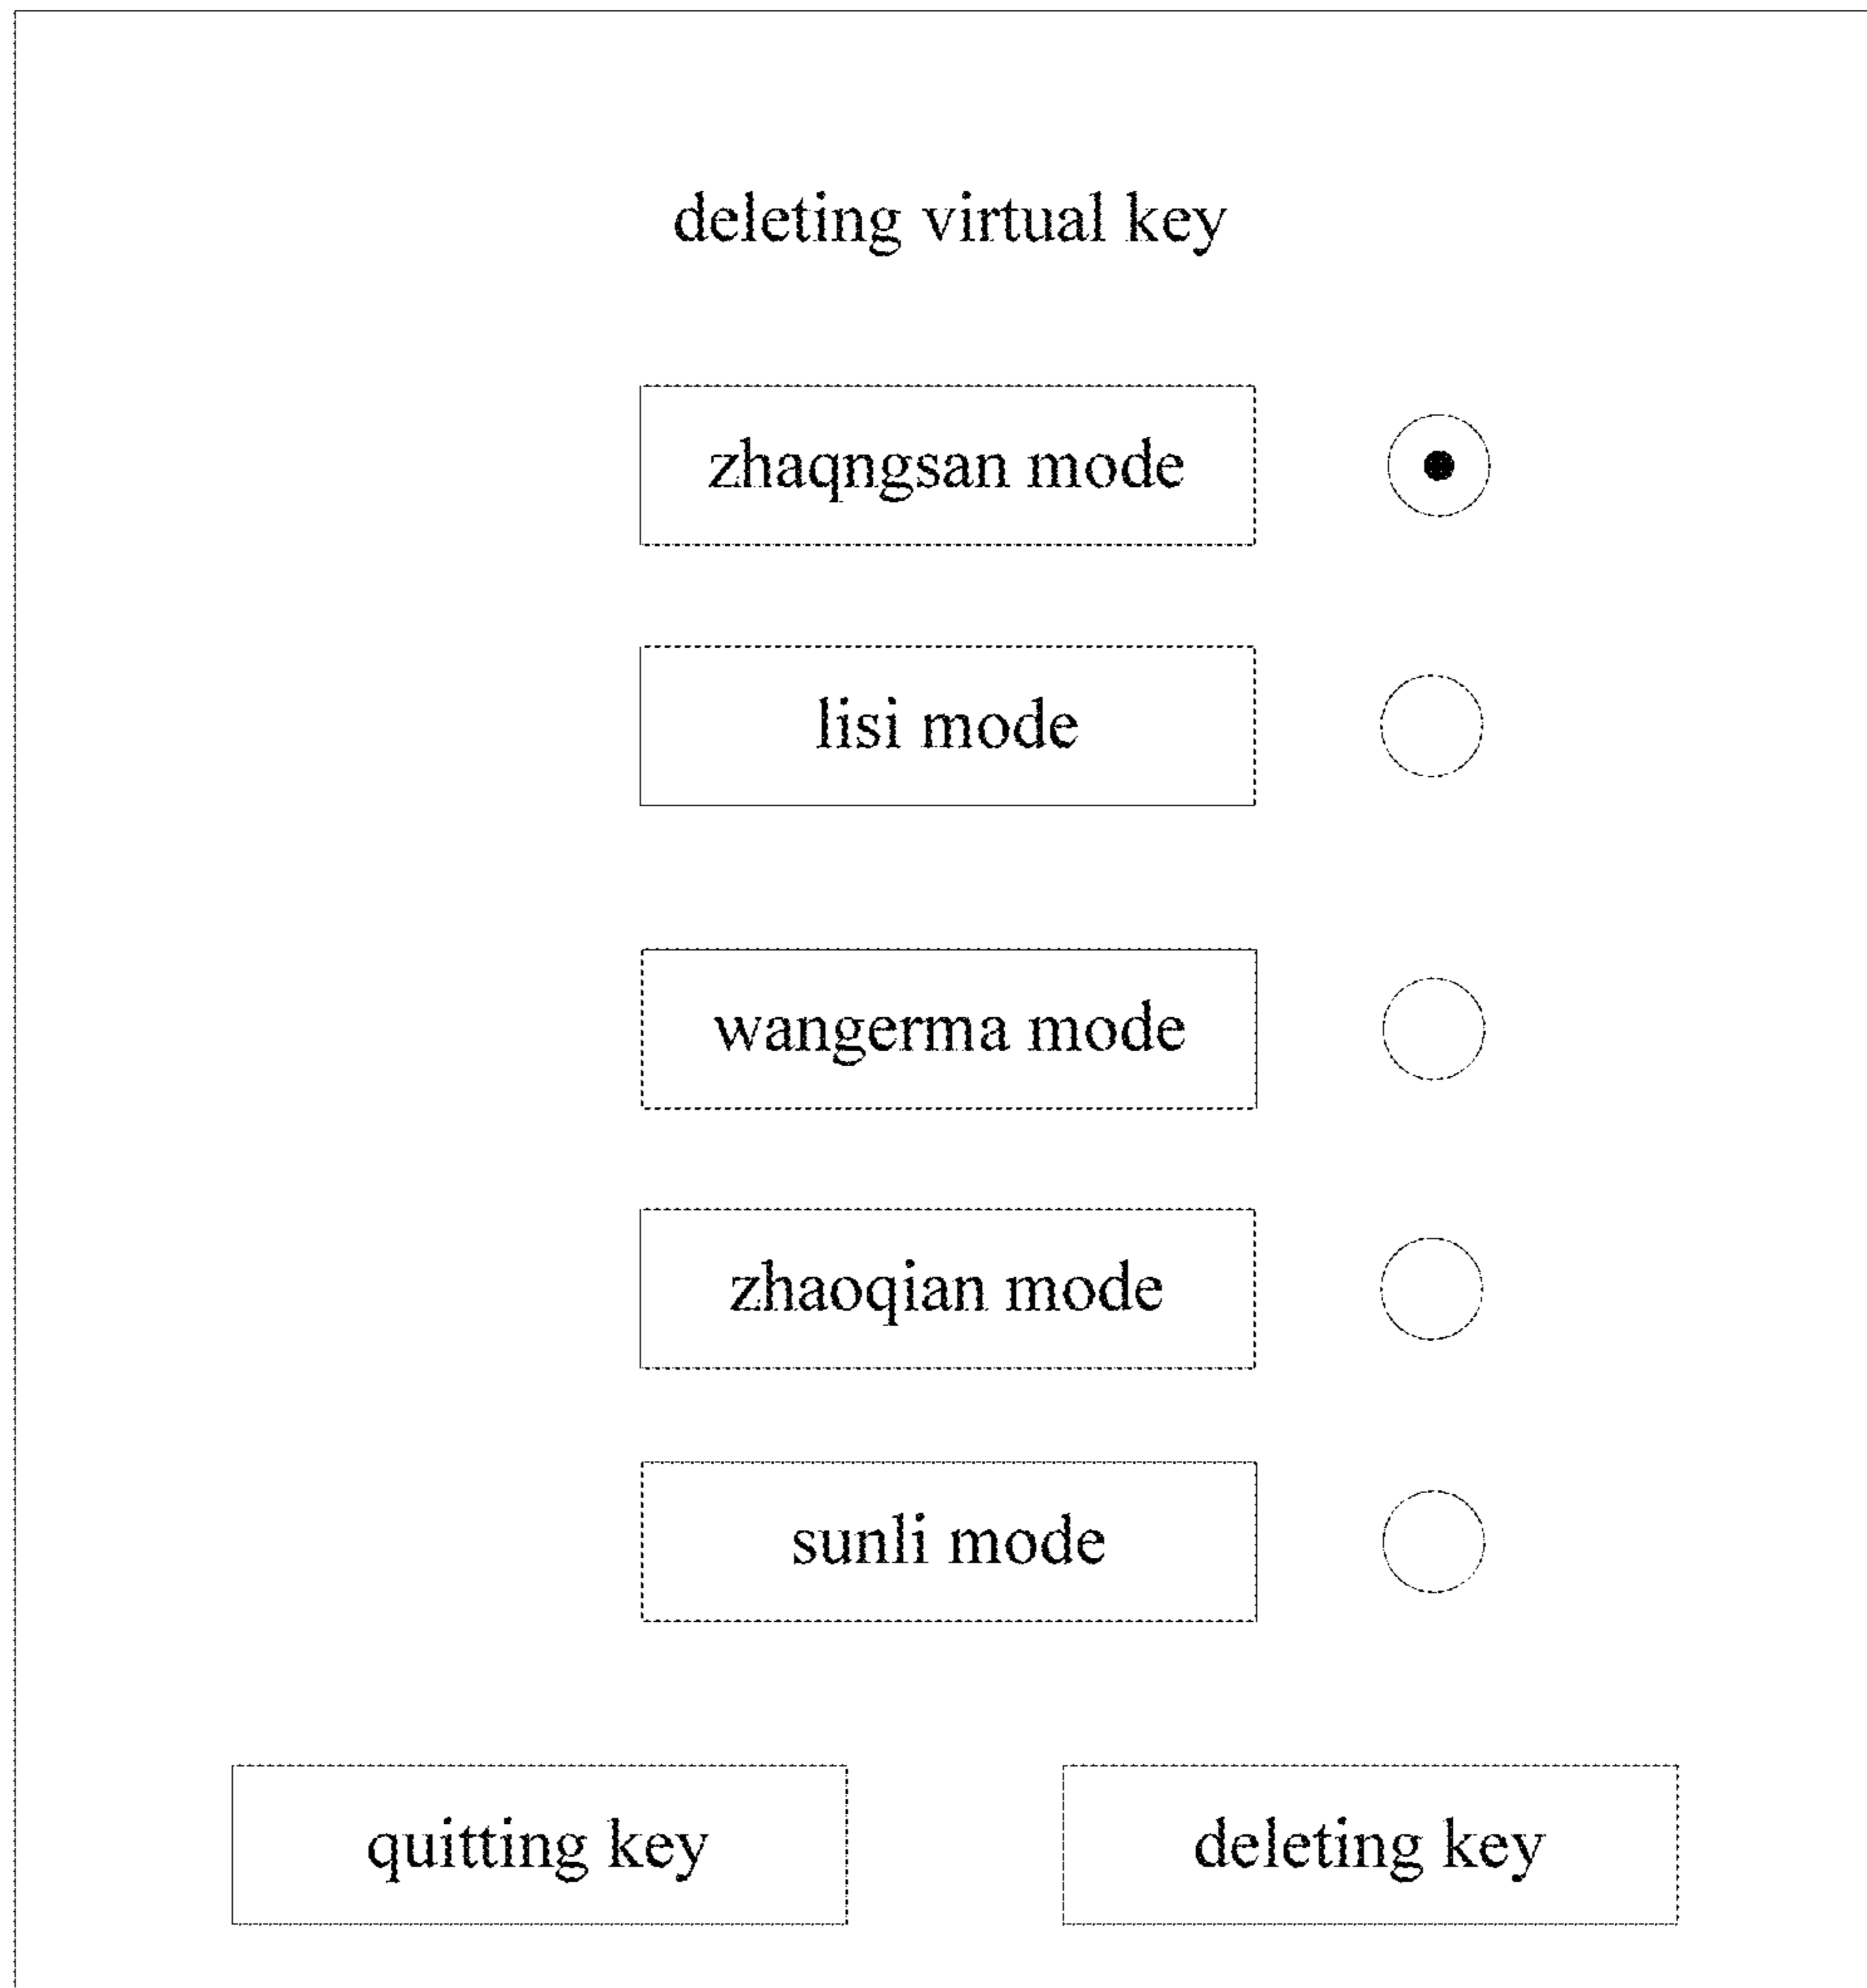 deleting virtual key
zhaqngsan mode
lisi mode
wangerma mode
zhaoqian mode
sunli mode
quitting key
deleting key